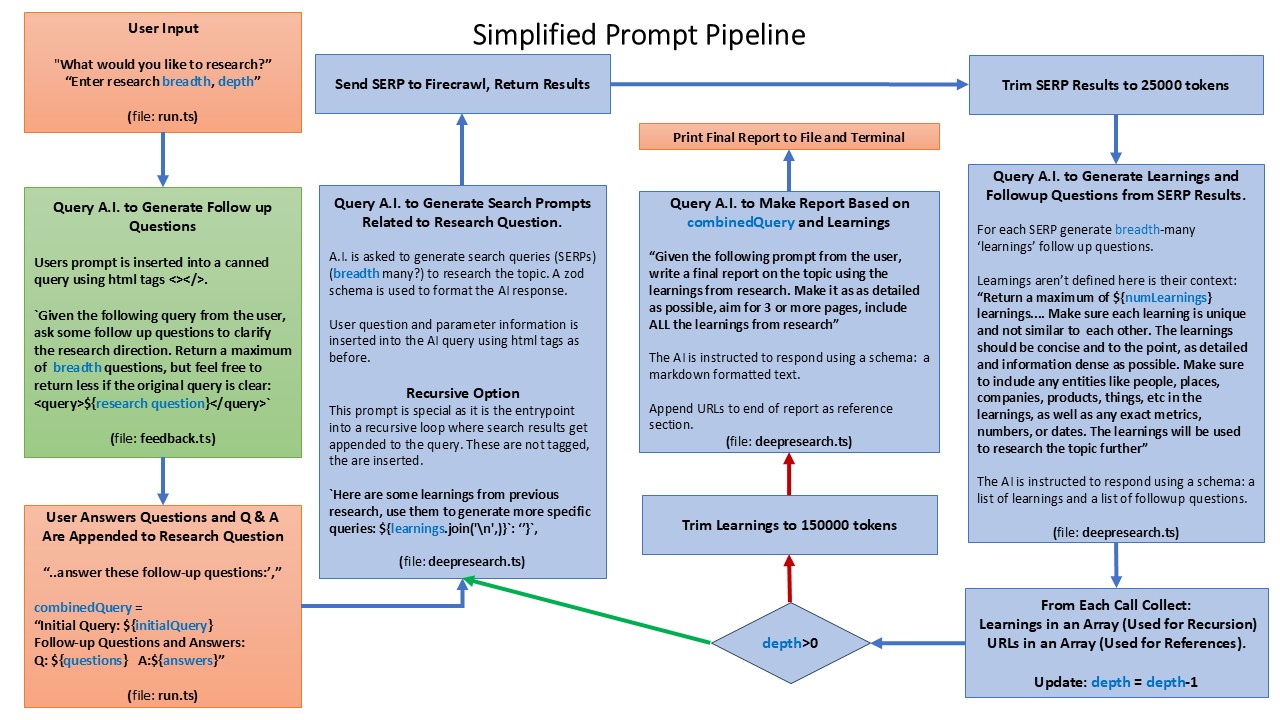 Simplified Prompt Pipeline
User Input
"What would you like to research?”
“Enter research breadth, depth”
(file: run.ts)
Query A.I. to Generate Follow up
Questions
Users prompt is inserted into a canned
query using html tags <></>.
`Given the following query from the user,
ask some follow up questions to clarify
the research direction. Return a maximum
of breadth questions, but feel free to
return less if the original query is clear:
<query>${research question}</query>`
(file: feedback.ts)
User Answers Questions and Q & A
Are Appended to Research Question
“..answer these follow-up questions:’,”
combinedQuery =
“Initial Query: ${initialQuery}
Follow-up Questions and Answers:
Q: ${questions} A:${answers}”
(file: run.ts)
Send SERP to Firecrawl, Return Results
Query A.I. to Generate Search Prompts
Related to Research Question.
A.I. is asked to generate search queries (SERPs)
(breadth many?) to research the topic. A zod
schema is used to format the AI response.
User question and parameter information is
inserted into the AI query using html tags as
before.
Recursive Option
This prompt is special as it is the entrypoint
into a recursive loop where search results get
appended to the query. These are not tagged,
the are inserted.
`Here are some learnings from previous
research, use them to generate more specific
queries: ${learnings.join('\n',)}`: ‘’}`,
(file: deepresearch.ts)
Print Final Report to File and Terminal
Query A.I. to Make Report Based on
combinedQuery and Learnings
“Given the following prompt from the user,
write a final report on the topic using the
learnings from research. Make it as as detailed
as possible, aim for 3 or more pages, include
ALL the learnings from research”
The AI is instructed to respond using a schema: a
markdown formatted text.
Append URLs to end of report as reference
section.
(file: deepresearch.ts)
Trim Learnings to 150000 tokens
depth>0
Trim SERP Results to 25000 tokens
Query A.I. to Generate Learnings and
Followup Questions from SERP Results.
For each SERP generate breadth-many
‘learnings’ follow up questions.
Learnings aren’t defined here is their context:
“Return a maximum of ${numLearnings}
learnings.... Make sure each learning is unique
and not similar to each other. The learnings
should be concise and to the point, as detailed
and information dense as possible. Make sure
to include any entities like people, places,
companies, products, things, etc in the
learnings, as well as any exact metrics,
numbers, or dates. The learnings will be used
to research the topic further”
The AI is instructed to respond using a schema: a
list of learnings and a list of followup questions.
(file: deepresearch.ts)
From Each Call Collect:
Learnings in an Array (Used for Recursion)
URLs in an Array (Used for References).
Update: depth = depth-1